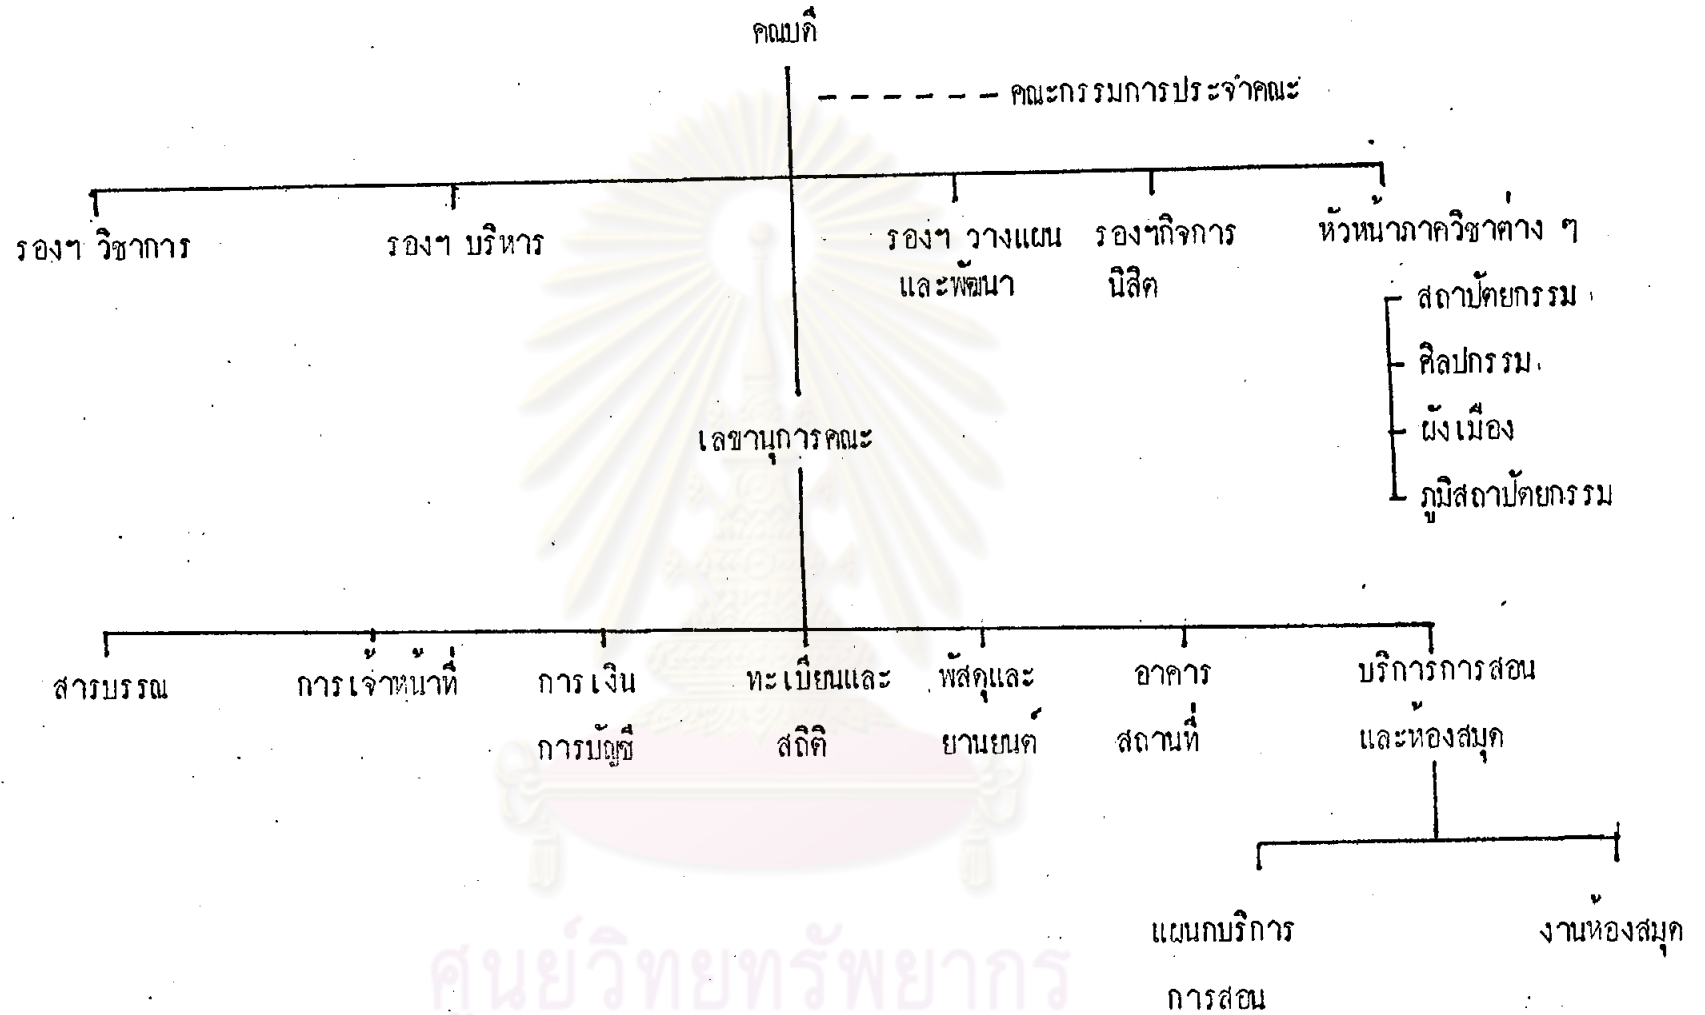 คณบดี
คณะกรรมการประจำคณะ
รองฯ วิชาการ
รองฯ บริหาร
รองฯ วางแผน
และพัฒนา
รองฯกิจการ
นิสิต
หัวหน้าภาควิชาต่าง ๆ
สถาปัตยกรรม
ศิลปกรรม
ผังเมือง
ภูมิสถาปัตยกรรม
เลขานุการคณะ
สารบรรณ
การเจ้าหน้าที่
การเงิน
การบัญชี
ทะเบียนและ
สถิติ
พัสดุและ
ยานยนต์
อาคาร
สถานที่
บริการการสอน
และห้องสมุด
แผนกบริการ
การสอน
งานห้องสมุด
ศูนย์วิทยทรัพยากร